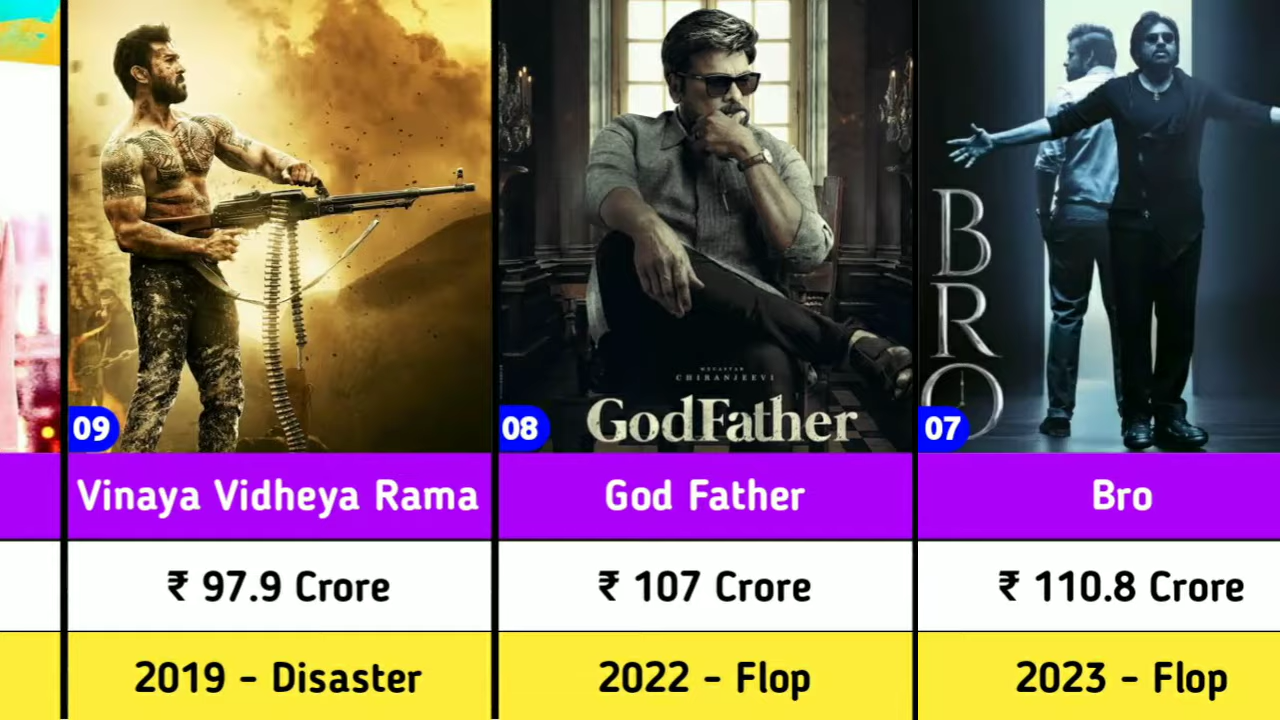 09
Vinaya Vidheya Rama
₹ 97.9 Crore
2019 - Disaster
MEGASTAR
CHIRANJEEVI
GodFather
08
God Father
₹ 107 Crore
2022 - Flop
BRO
07
Bro
₹ 110.8 Crore
2023 - Flop